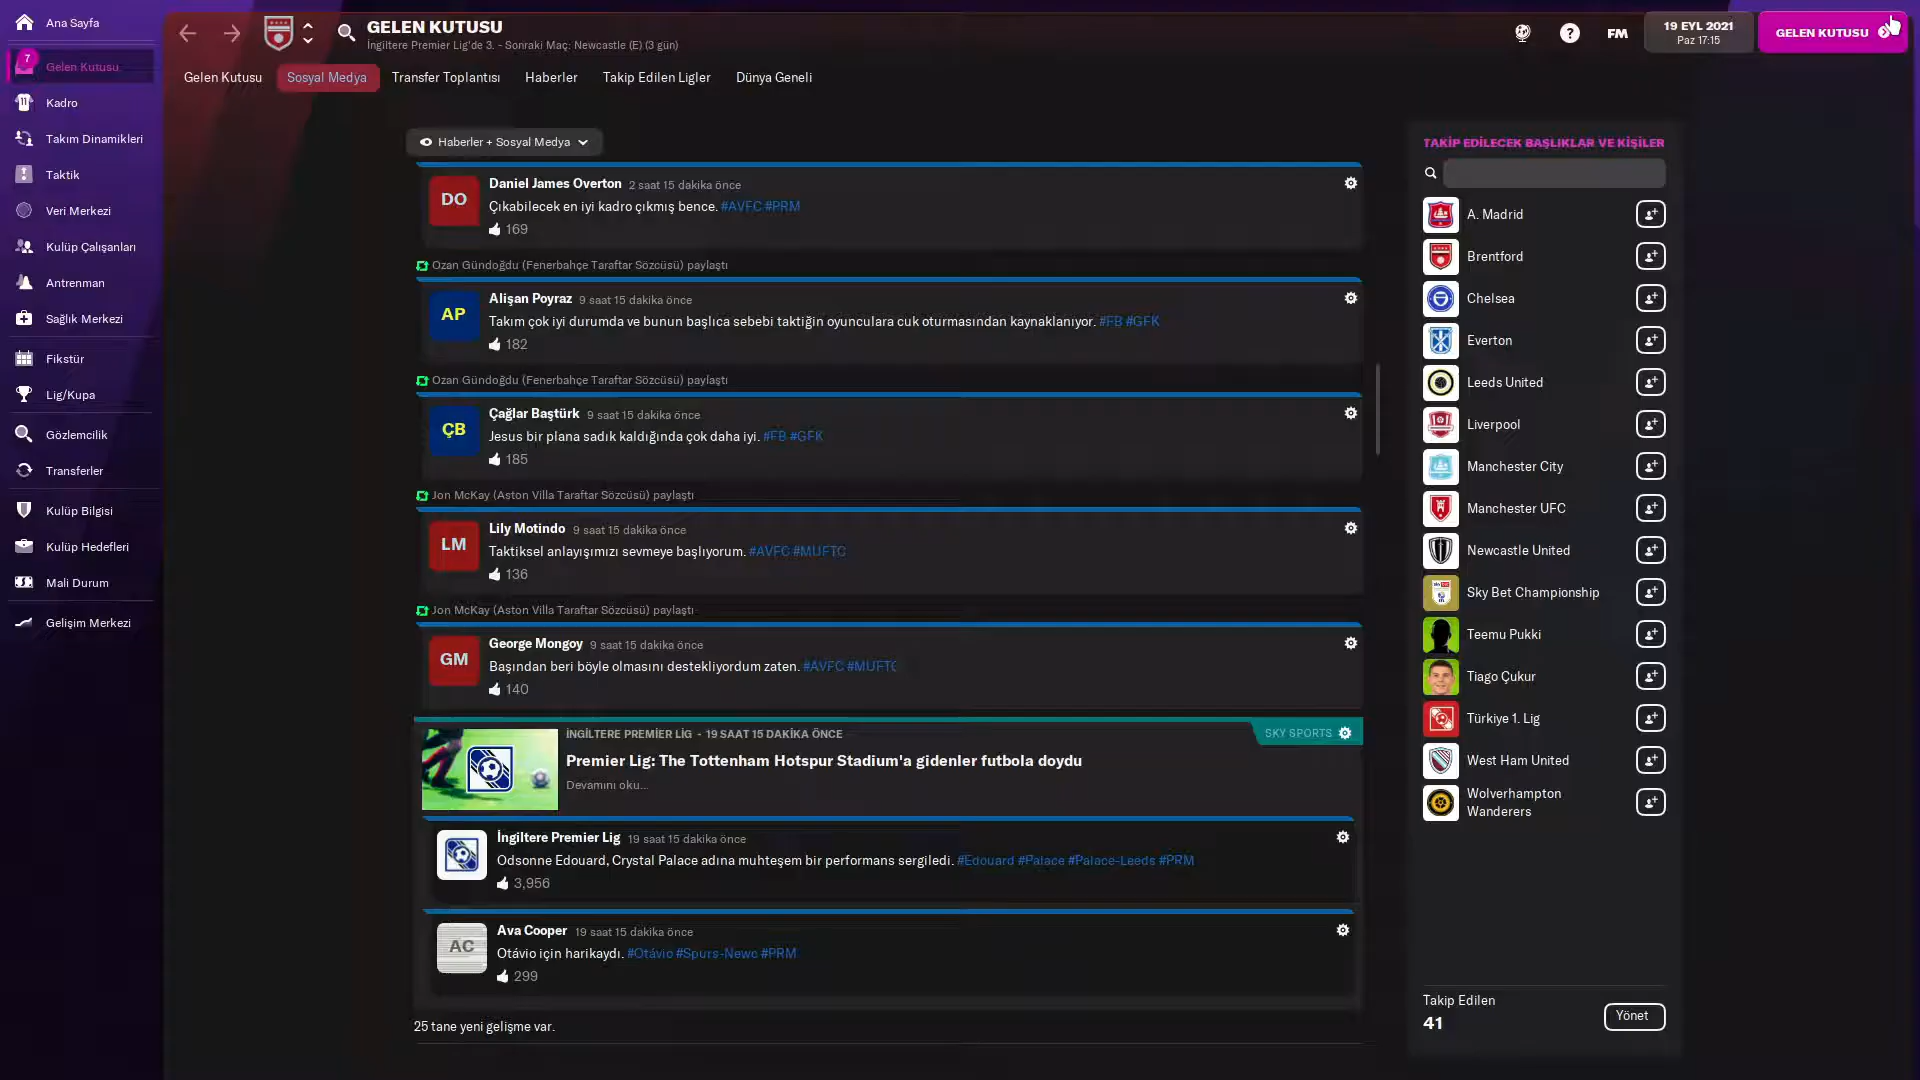 Ana Sayfa
7
Gelen Kutusu
Kadro
Takım Dinamikleri
Taktik
Veri Merkezi
Kulüp Çalışanları
Antrenman
Sağlık Merkezi
Fikstür
Lig/Kupa
Gözlemcilik
Transferler
Kulüp Bilgisi
Kulüp Hedefleri
Mali Durum
Gelişim Merkezi
GELEN KUTUSU
İngiltere Premier Lig'de 3. - Sonraki Maç: Newcastle (E) (3 gün)
FM
19 EYL 2021
Paz 17:15
GELEN KUTUSU
Gelen Kutusu
Sosyal Medya
Transfer Toplantısı
Haberler
Takip Edilen Ligler
Dünya Geneli
Haberler + Sosyal Medya
DO
Daniel James Overton 2 saat 15 dakika önce
Çıkabilecek en iyi kadro çıkmış bence. #AVFC #PRM
169
Ozan Gündoğdu (Fenerbahçe Taraftar Sözcüsü) paylaştı
AP
Alişan Poyraz 9 saat 15 dakika önce
Takım çok iyi durumda ve bunun başlıca sebebi taktiğin oyunculara cuk oturmasından kaynaklanıyor. #FB #GFK
182
Ozan Gündoğdu (Fenerbahçe Taraftar Sözcüsü) paylaştı
ÇB
Çağlar Baştürk 9 saat 15 dakika önce
Jesus bir plana sadık kaldığında çok daha iyi. #FB #GFK
185
Jon McKay (Aston Villa Taraftar Sözcüsü) paylaştı
LM
Lily Motindo 9 saat 15 dakika önce
Taktiksel anlayışımızı sevmeye başlıyorum. #AVFC #MUFTC
136
Jon McKay (Aston Villa Taraftar Sözcüsü) paylaştı
GM
George Mongoy 9 saat 15 dakika önce
Başından beri böyle olmasını destekliyordum zaten. #AVFC #MUFTC
140
İNGİLTERE PREMİER LİG - 19 SAAT 15 DAKİKA ÖNCE
SKY SPORTS
Premier Lig: The Tottenham Hotspur Stadium'a gidenler futbola doydu
Devamını oku...
İngiltere Premier Lig 19 saat 15 dakika önce
Odsonne Edouard, Crystal Palace adına muhteşem bir performans sergiledi. #Edouard #Palace #Palace-Leeds #PRM
3,956
AC
Ava Cooper 19 saat 15 dakika önce
Otávio için harikaydı. #Otávio #Spurs-Newc #PRM
299
25 tane yeni gelişme var.
TAKİP EDİLECEK BAŞLIKLAR VE KİŞİLER
A. Madrid
Brentford
Chelsea
Everton
Leeds United
Liverpool
Manchester City
Manchester UFC
Newcastle United
Sky Bet Championship
Teemu Pukki
Tiago Çukur
Türkiye 1. Lig
West Ham United
Wolverhampton
Wanderers
Takip Edilen
41
Yönet